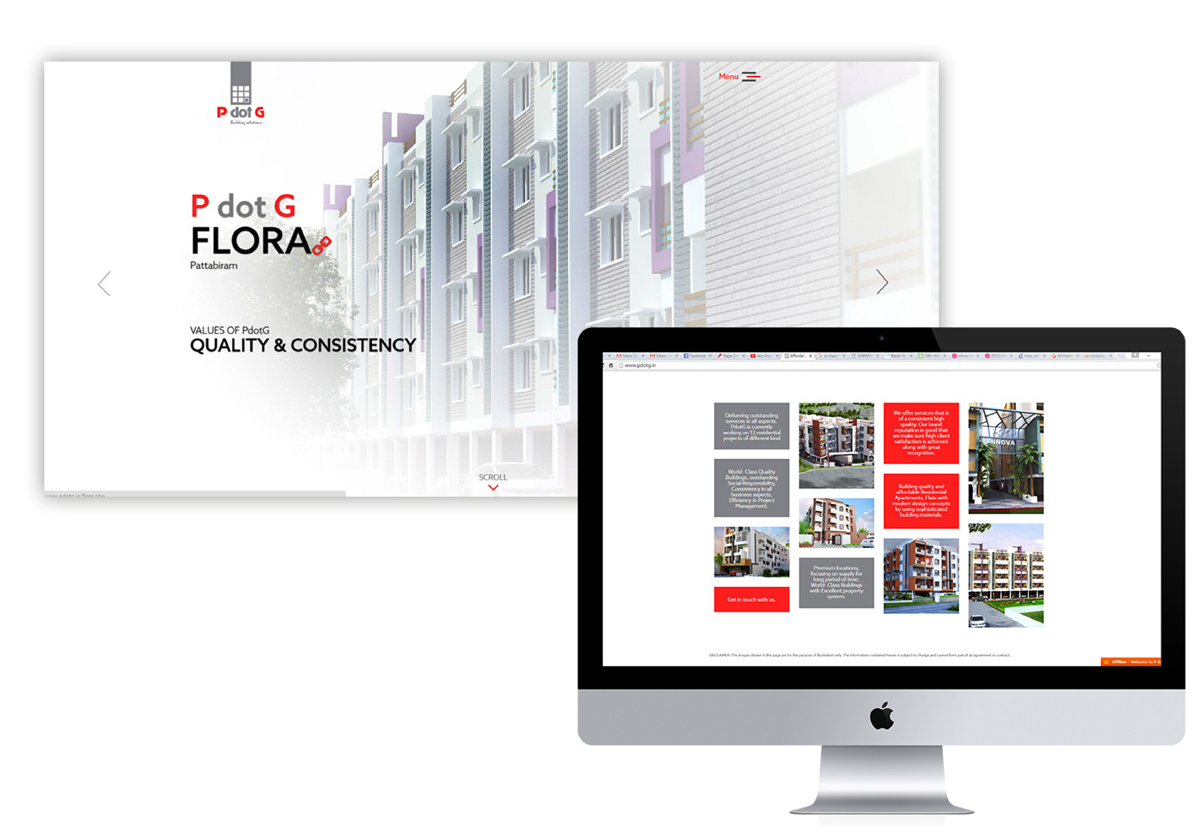 P dot G
Building solutions..
Menu
P dot G
FLORA
Pattabiram
VALUES OF PdotG
QUALITY & CONSISTENCY
SCROLL
Facebook
www.pdotg.in
Delivering outstanding
services in all aspects.
PdotG is currently
working on 12 residential
projects of different kind
World- Class Quality
Buildings, outstanding
Social Responsibility,
Consistency in all
business aspects,
Efficiency in Project
Management.
Get in touch with us.
Premium locations,
focusing on supply for
long period of time.
World- Class Buildings
with Excellent property
system.
We offer services that is
of a consistent high
quality. Our brand
reputation is good that
we make sure high client
satisfaction is achieved
along with great
recognition.
Building quality and
affordable Residential
Apartments, Flats with
modern design concepts
by using sophisticated
building materials.
INNOVA
DISCLAIMER: The images shown in this page are for the purpose of illustration only. The information contained herein is subject to change and cannot form part of an agreement or contract.
Offline - Welcome to P d